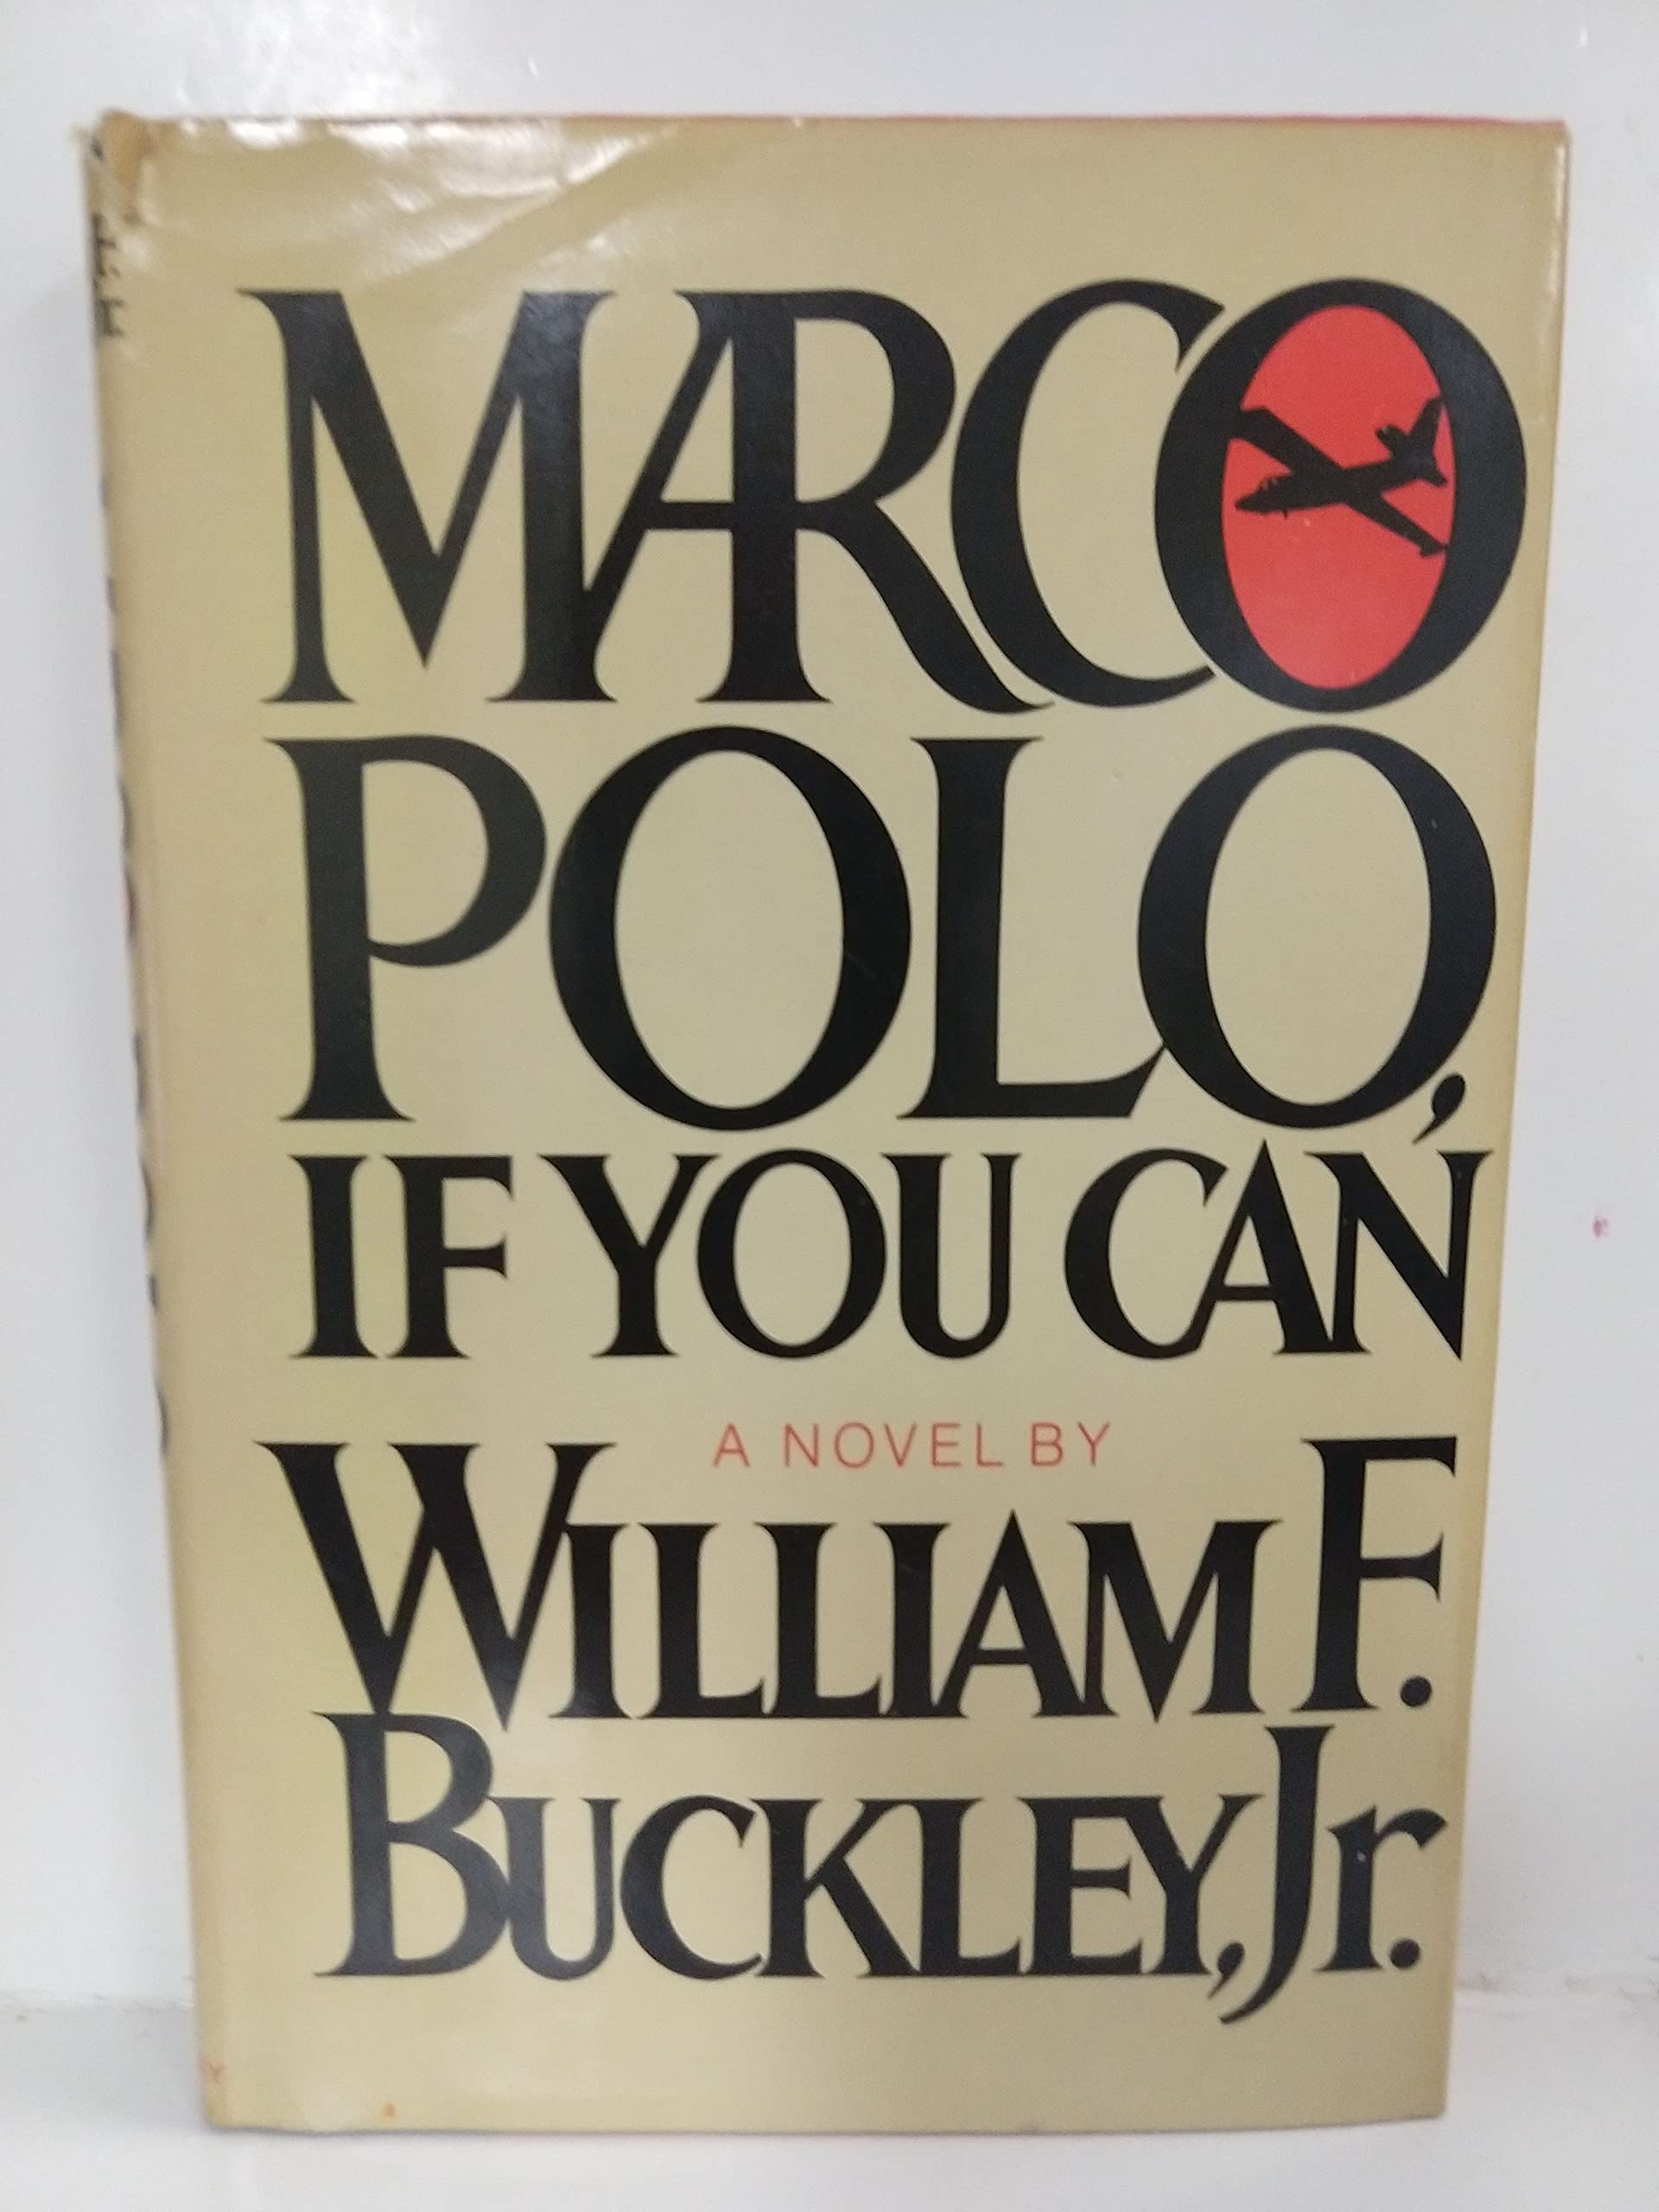 MARCO
POLO,
IF YOU CAN
A NOVEL BY
WILLIAM F.
BUCKLEY, Jr.